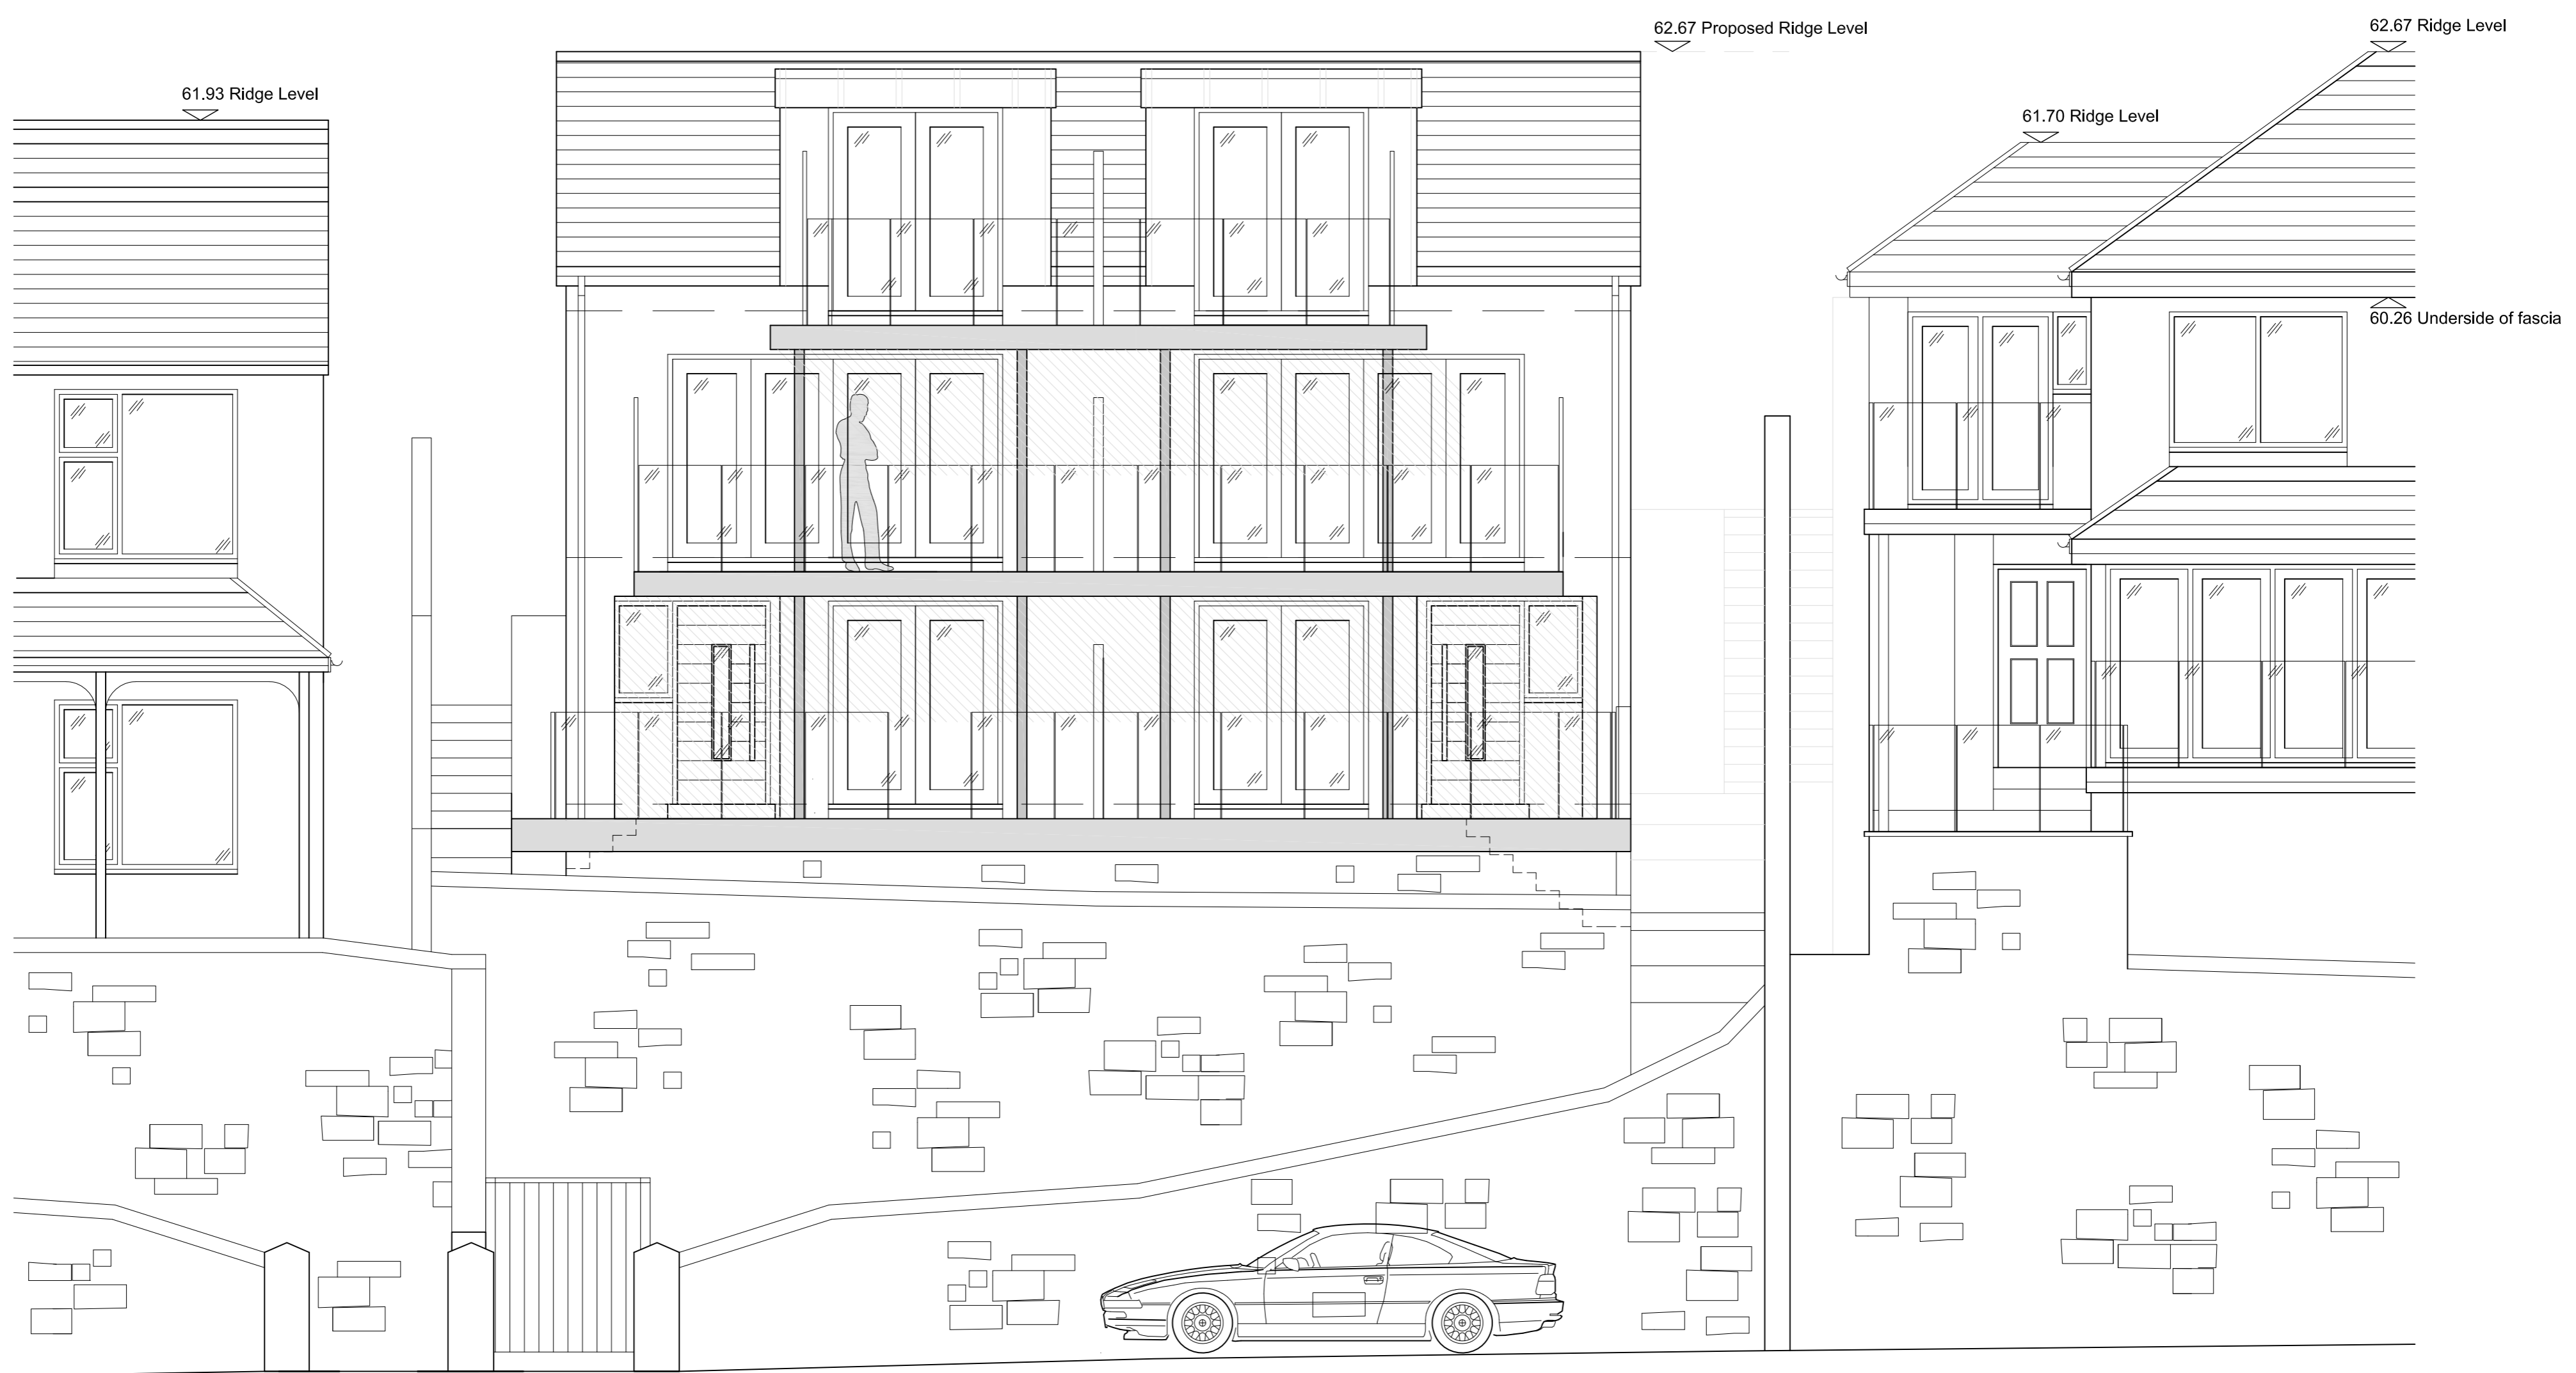 62.67 Proposed Ridge Level
62.67 Ridge Level
61.93 Ridge Level
61.70 Ridge Level
60.26 Underside of fascia